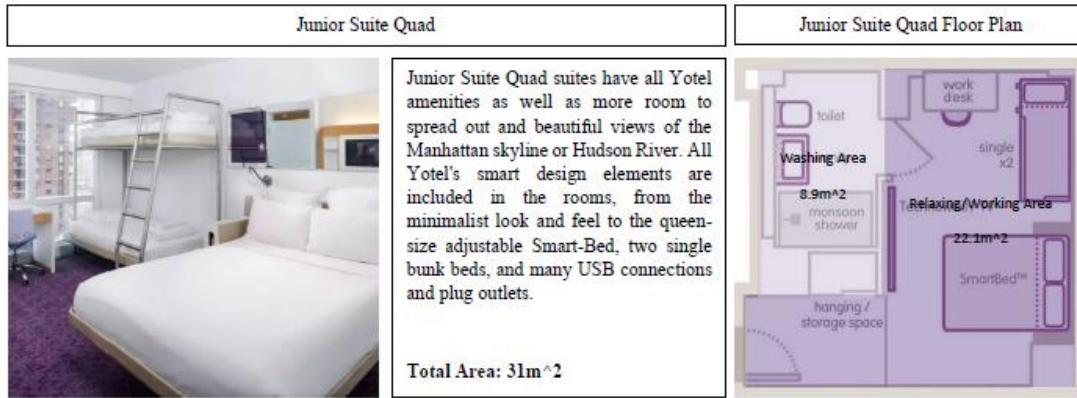 Junior Suite Quad
Junior Suite Quad Floor Plan
Junior Suite Quad suites have all Yotel
amenities as well as more room to
spread out and beautiful views of the
Manhattan skyline or Hudson River. All
Yotel's smart design elements are
included in the rooms, from the
minimalist look and feel to the queen-
size adjustable Smart-Bed, two single
bunk beds, and many USB connections
and plug outlets.
Total Area: 31m^2
work
desk
toilet
single
x2
Washing Area
8.9m^2
monsoon
shower
Relaxing/Working Area
22.1m^2
SmartBed™
hanging /
storage space